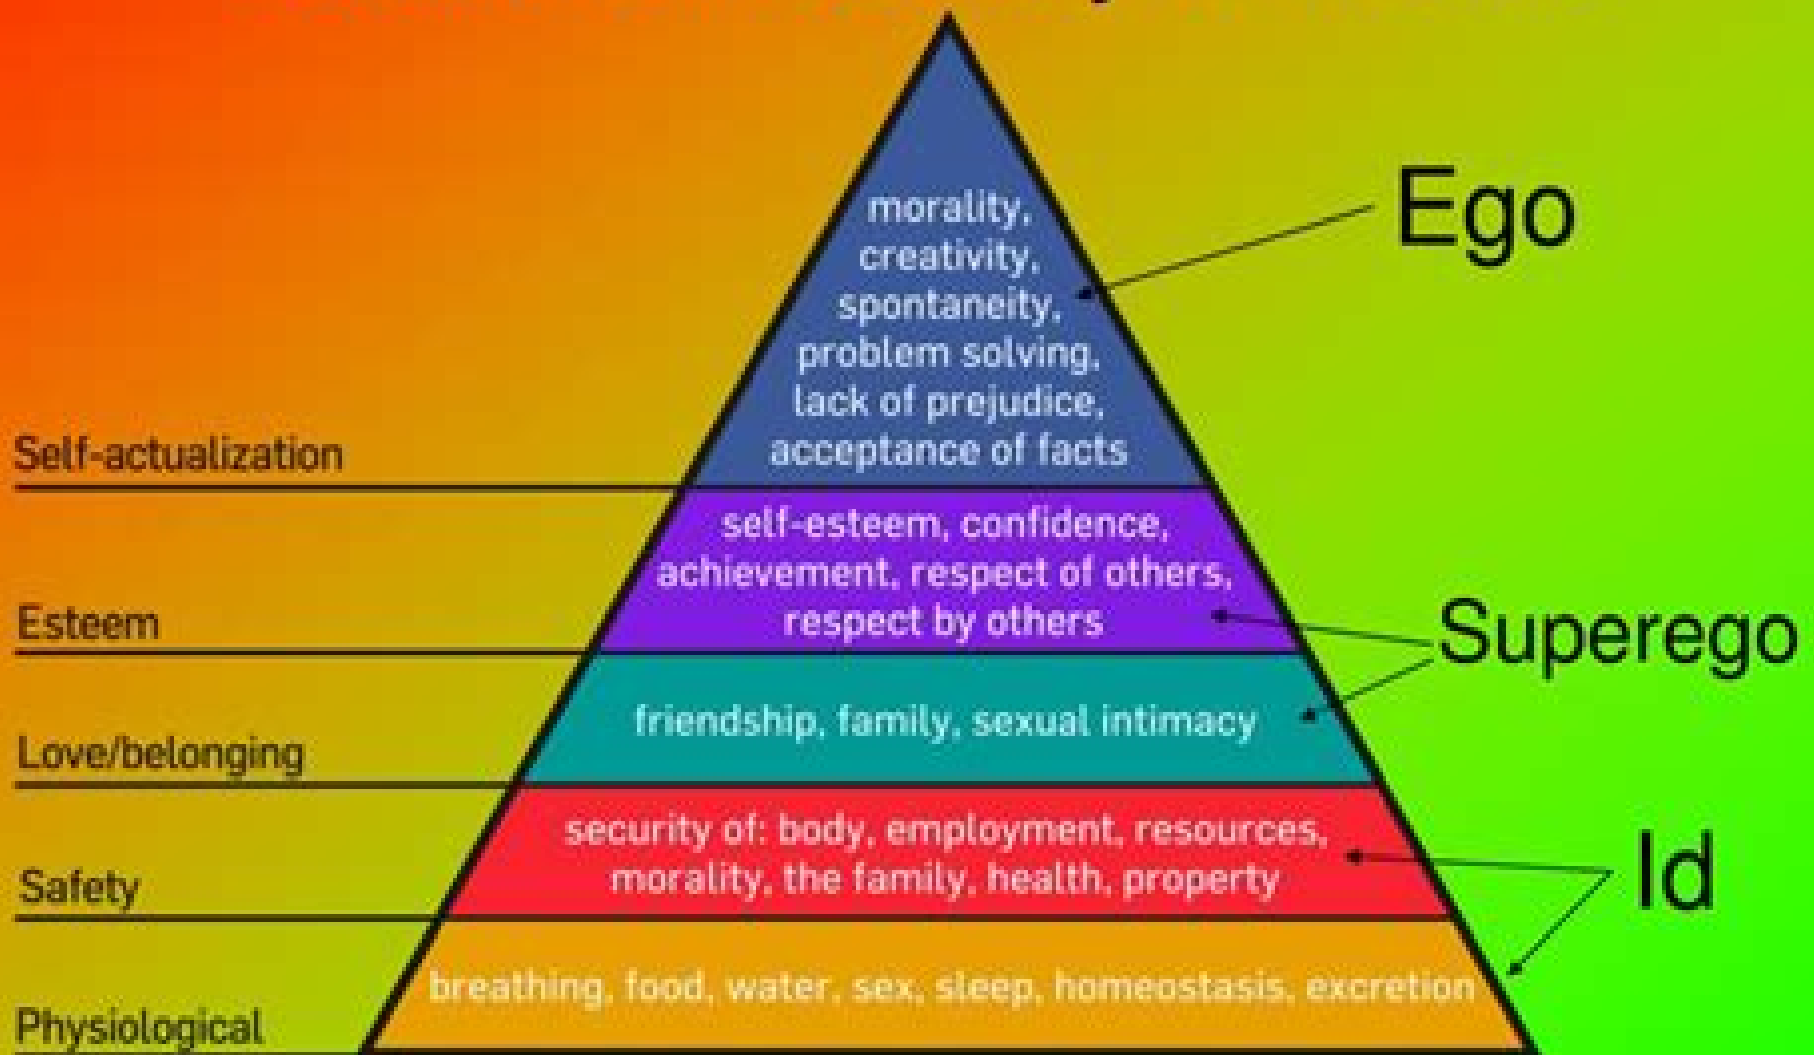 morality,
creativity,
spontaneity,
problem solving,
lack of prejudice,
acceptance of facts
Ego
Self-actualization
self-esteem, confidence,
achievement, respect of others,
respect by others
Esteem
Superego
friendship, family, sexual intimacy
Love/belonging
security of: body, employment, resources,
morality, the family, health, property
Safety
Id
breathing, food, water, sex, sleep, homeostasis, excretion
Physiological